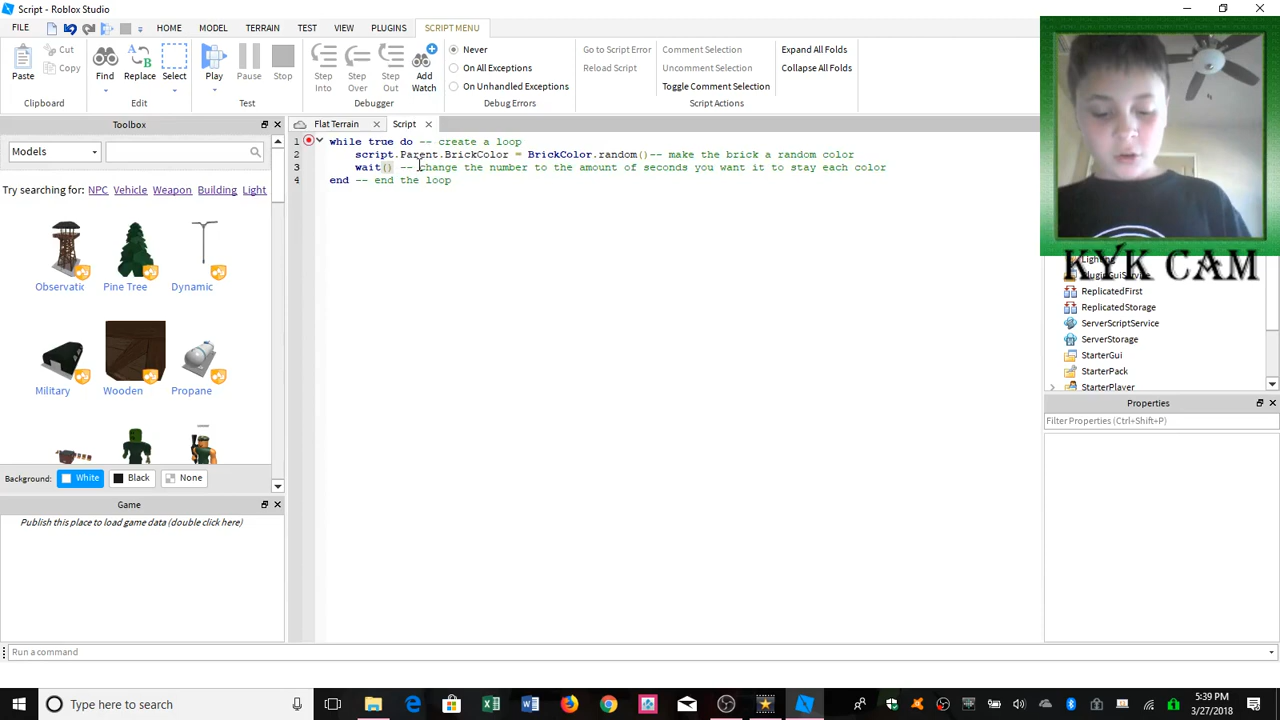 Script - Roblox Studio
FILE HOME MODEL TERRAIN TEST VIEW PLUGINS SCRIPT MENU
Paste Cut Copy Find Replace Select Play Pause Stop Step Into Step Over Step Out Add Watch
Never
On All Exceptions
On Unhandled Exceptions
Go to Script Error
Reload Script
Comment Selection
Uncomment Selection
Toggle Comment Selection
Expand All Folds
Collapse All Folds
Clipboard Edit Test Debugger Debug Errors Script Actions
Toolbox
Flat Terrain Script
Models
Try searching for: NPC Vehicle Weapon Building Light
Observatic Pine Tree Dynamic
Military Wooden Propane
Background: White Black None
Game
Publish this place to load game data (double click here)
1 while true do -- create a loop
2 script.Parent.BrickColor = BrickColor.random()-- make the brick a random color
3 wait() -- change the number to the amount of seconds you want it to stay each color
4 end -- end the loop
KYK CAM
Lighting
PluginGuiService
ReplicatedFirst
ReplicatedStorage
ServerScriptService
ServerStorage
StarterGui
StarterPack
StarterPlayer
Properties
Filter Properties (Ctrl+Shift+P)
Run a command
Type here to search
5:39 PM
3/27/2018